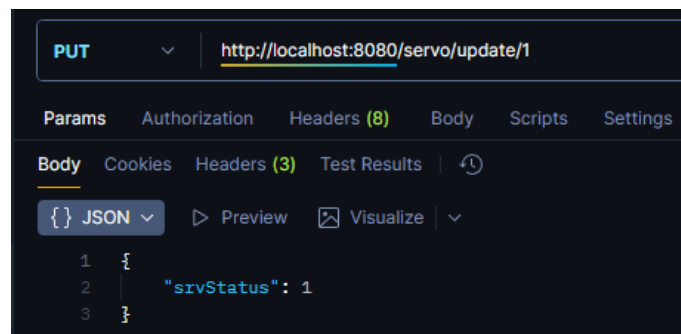 PUT http://localhost:8080/servo/update/1
Params Authorization Headers (8) Body Scripts Settings
Body Cookies Headers (3) Test Results
{} JSON Preview Visualize
1 {
2 "srvStatus": 1
3 }